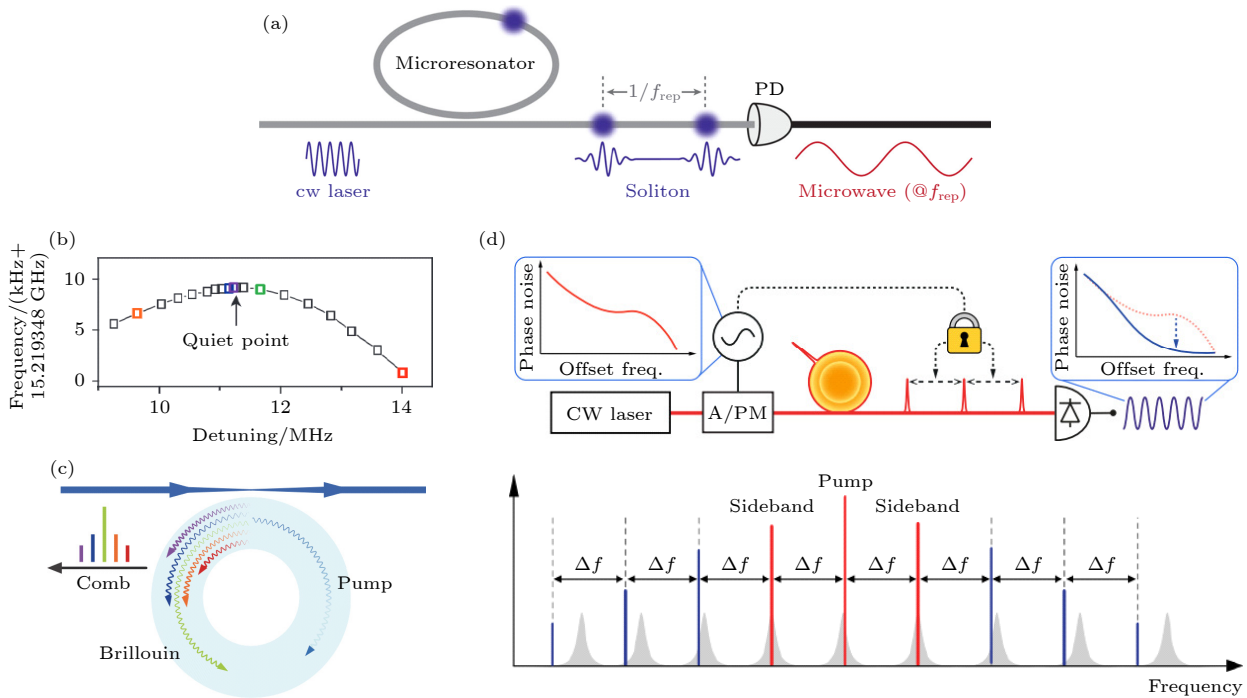 (a)
Microresonator
1/f_rep
PD
cw laser
Soliton
Microwave (@f_rep)
(b)
Frequency/(kHz+
15.219348 GHz)
10
5
0
Quiet point
10
12
14
Detuning/MHz
(c)
Comb
Pump
Brillouin
(d)
Phase noise
Offset freq.
CW laser
A/PM
Phase noise
Offset freq.
Pump
Sideband
Sideband
Δf
Δf
Δf
Δf
Δf
Δf
Δf
Δf
Frequency